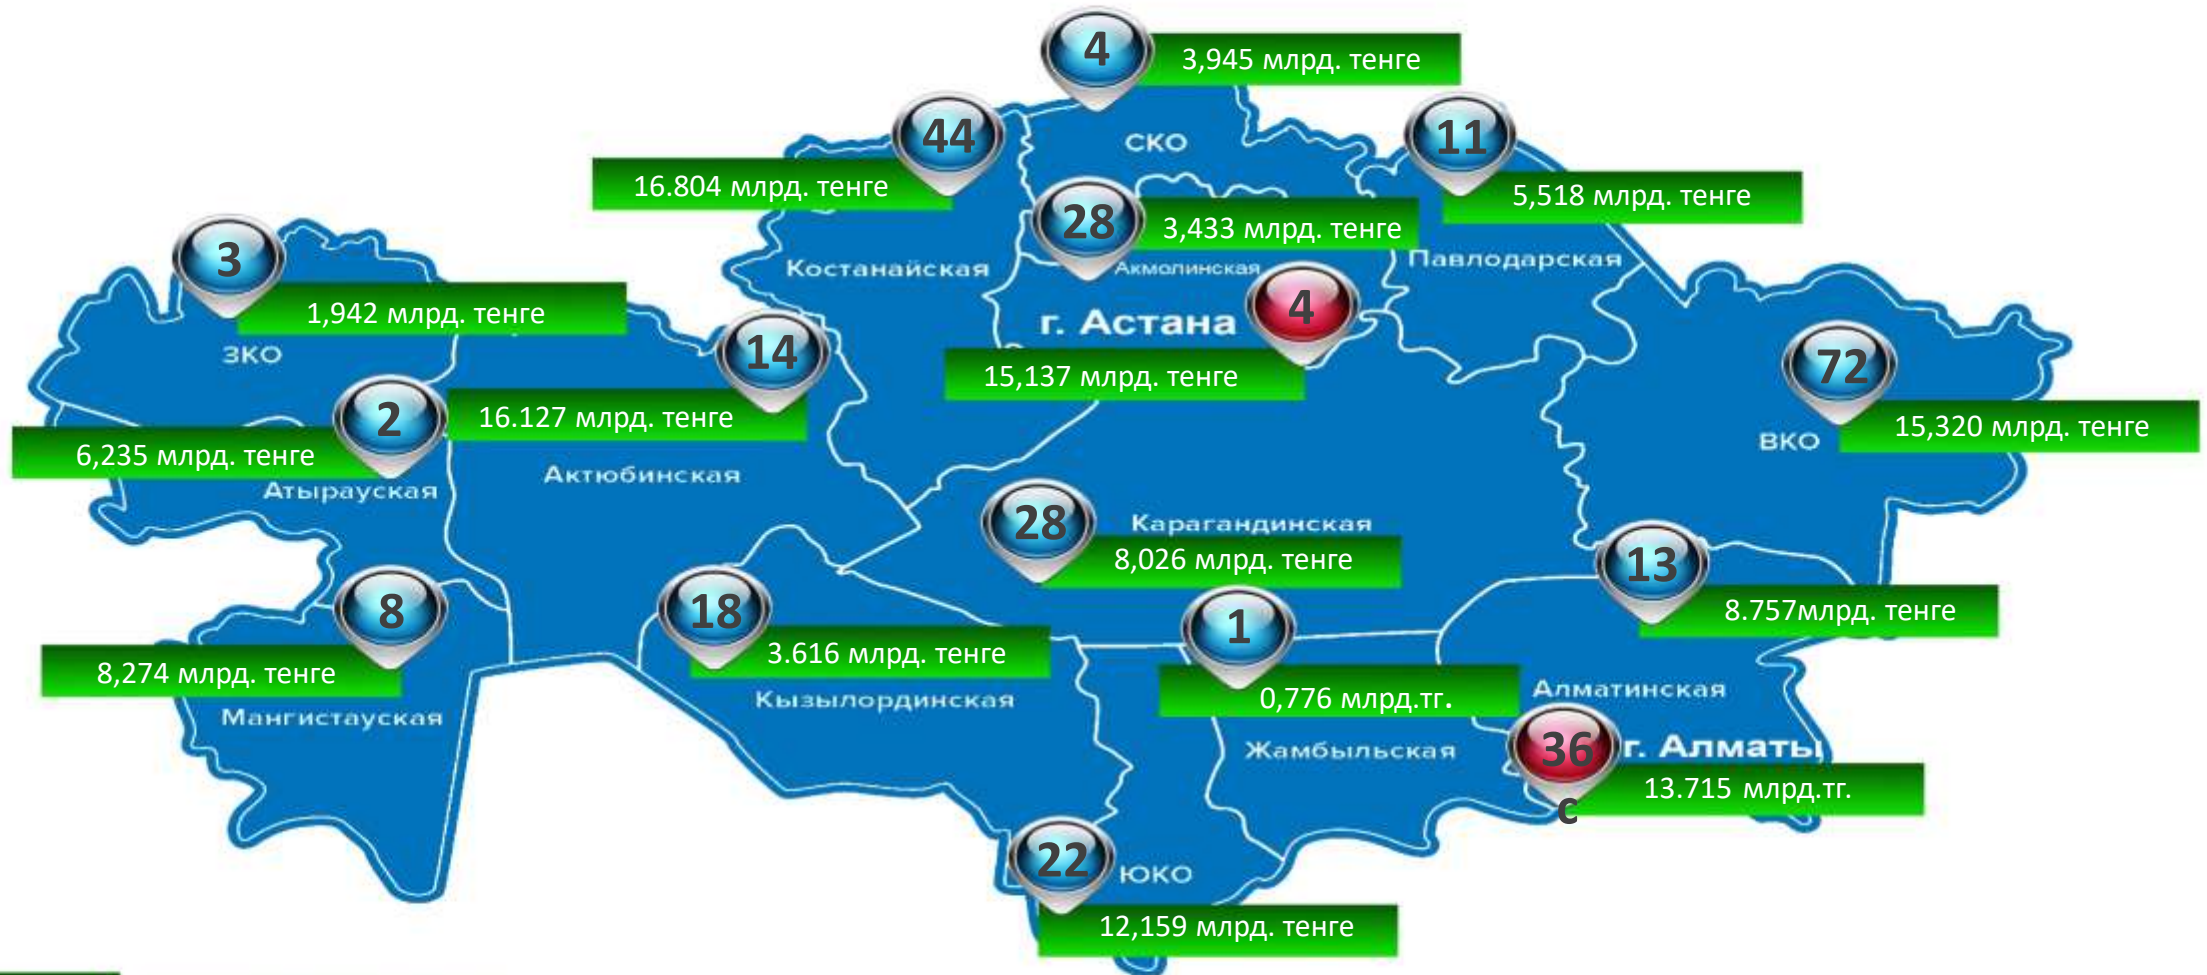 4
3,945 млрд. тенге
44
16.804 млрд. тенге
СКО
11
5,518 млрд. тенге
28
3,433 млрд. тенге
3
1,942 млрд. тенге
ЗКО
Костанайская
Акмолинская
Павлодарская
г. Астана
4
15,137 млрд. тенге
14
16.127 млрд. тенге
72
15,320 млрд. тенге
ВКО
2
6,235 млрд. тенге
Атырауская
Актюбинская
28
Карагандинская
8,026 млрд. тенге
13
8.757млрд. тенге
8
8,274 млрд. тенге
Мангистауская
18
3.616 млрд. тенге
Кызылординская
1
0,776 млрд.тг.
Алматинская
Жамбыльская
36
с
г. Алматы
13.715 млрд.тг.
22
ЮКО
12,159 млрд. тенге